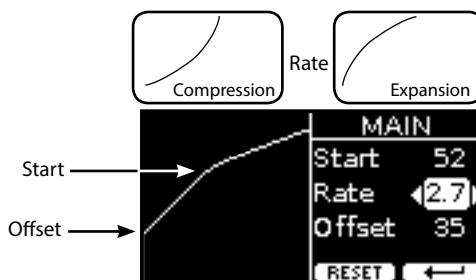 Compression
Rate
Expansion
MAIN
Start
Start 52
Rate 2.7
Offset
Offset 35
RESET